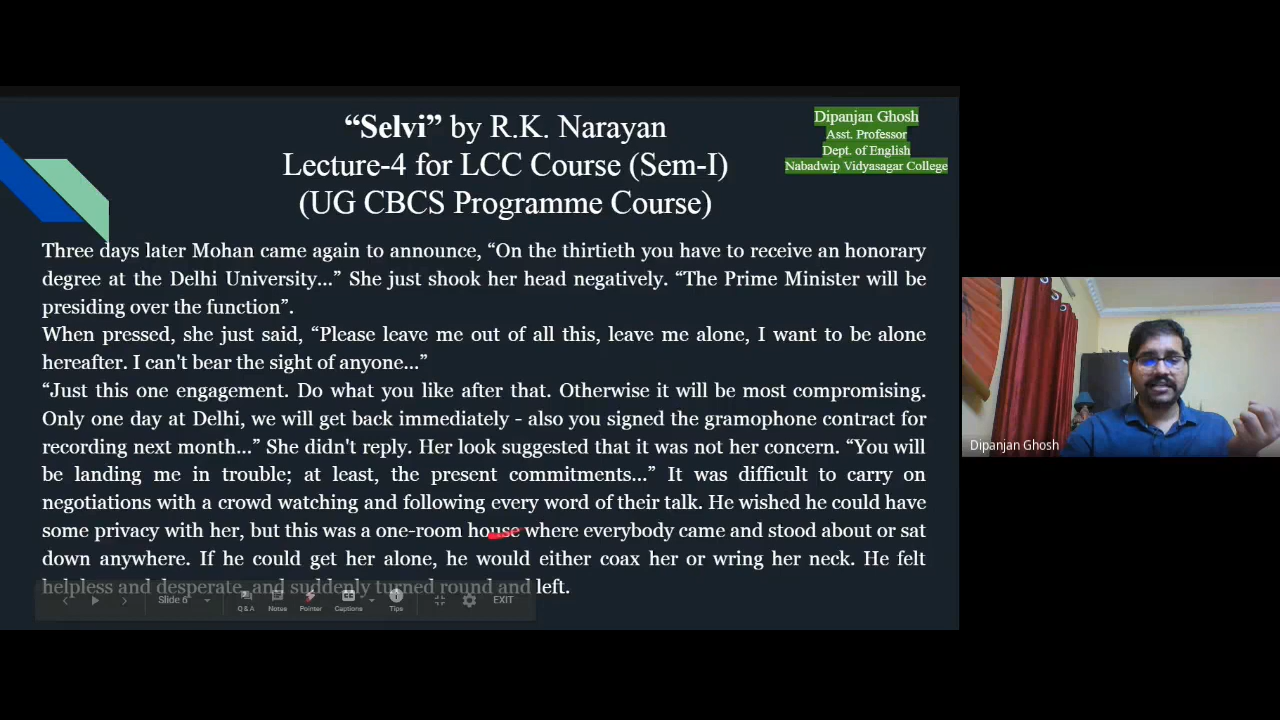 “Selvi” by R.K. Narayan
Lecture-4 for LCC Course (Sem-I)
(UG CBCS Programme Course)
Dipanjan Ghosh
Asst. Professor
Dept. of English
Nabadwip Vidyasagar College
Three days later Mohan came again to announce, “On the thirtieth you have to receive an honorary
degree at the Delhi University...” She just shook her head negatively. “The Prime Minister will be
presiding over the function”.
When pressed, she just said, “Please leave me out of all this, leave me alone, I want to be alone
hereafter. I can't bear the sight of anyone...”
“Just this one engagement. Do what you like after that. Otherwise it will be most compromising.
Only one day at Delhi, we will get back immediately - also you signed the gramophone contract for
recording next month...” She didn't reply. Her look suggested that it was not her concern. “You will
be landing me in trouble; at least, the present commitments...” It was difficult to carry on
negotiations with a crowd watching and following every word of their talk. He wished he could have
some privacy with her, but this was a one-room house where everybody came and stood about or sat
down anywhere. If he could get her alone, he would either coax her or wring her neck. He felt
helpless and desperate, and suddenly turned round and left.
Slide 6
Q & A
Notes
Pointer
Captions
Tips
EXIT
Dipanjan Ghosh